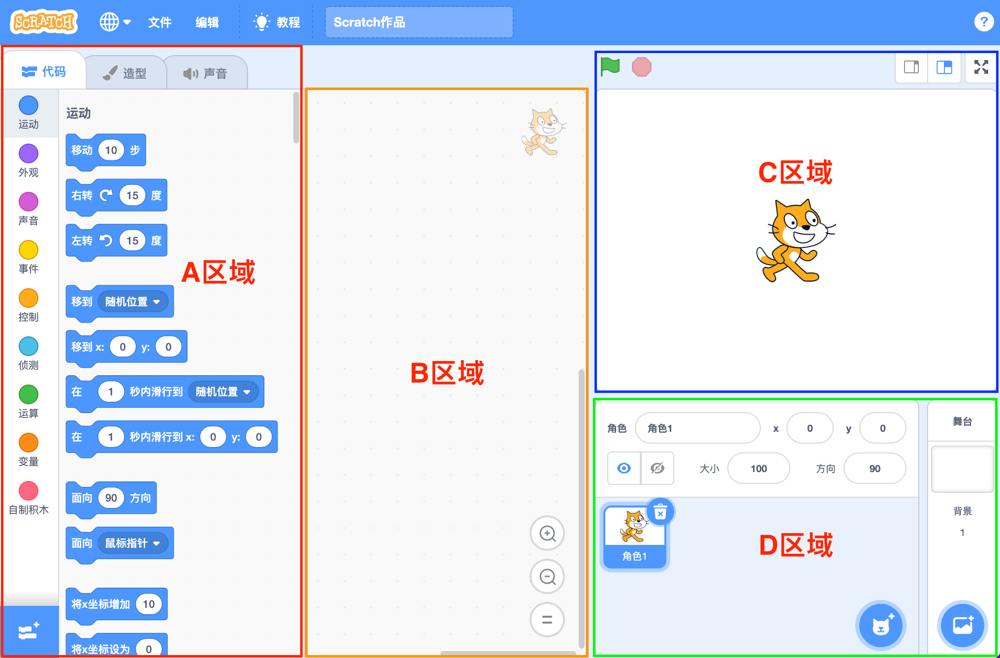 SCRATCH 文件 编辑 教程 Scratch作品 ?
代码 造型 声音
运动
外观
声音
事件
控制
侦测
运算
变量
自制积木
运动
移动 10 步
右转 15 度
左转 15 度
A区域
移到 随机位置
移到 x: 0 y: 0
在 1 秒内滑行到 随机位置
在 1 秒内滑行到 x: 0 y: 0
面向 90 方向
面向 鼠标指针
将x坐标增加 10
将x坐标设为 0
B区域
C区域
角色 角色1 x 0 y 0
大小 100 方向 90
角色1
D区域
舞台
背景
1